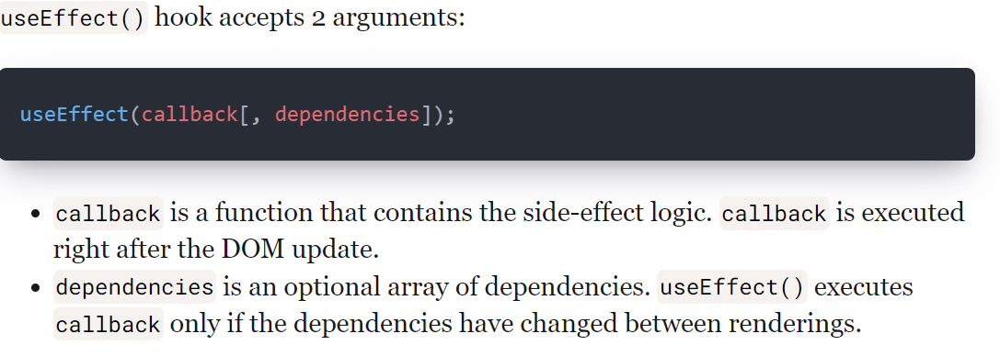 useEffect() hook accepts 2 arguments:
useEffect(callback[, dependencies]);
• callback is a function that contains the side-effect logic. callback is executed
right after the DOM update.
• dependencies is an optional array of dependencies. useEffect() executes
callback only if the dependencies have changed between renderings.